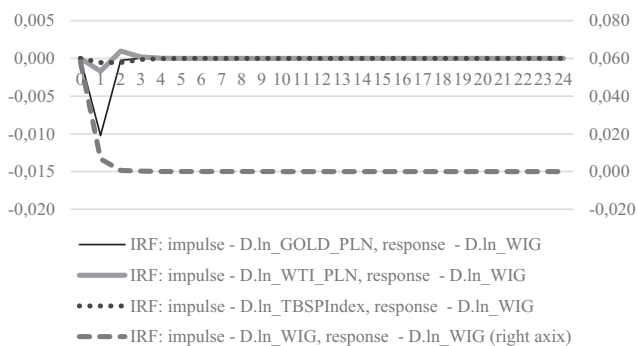 0,005 0,080
0,000 0,060
0 1 2 3 4 5 6 7 8 9 10 11 12 13 14 15 16 17 18 19 20 21 22 23 24
-0,005 0,040
-0,010 0,020
-0,015 0,000
-0,020 -0,020
IRF: impulse - D.ln_GOLD_PLN, response - D.ln_WIG
IRF: impulse - D.ln_WTI_PLN, response - D.ln_WIG
IRF: impulse - D.ln_TBSPIndex, response - D.ln_WIG
IRF: impulse - D.ln_WIG, response - D.ln_WIG (right axis)